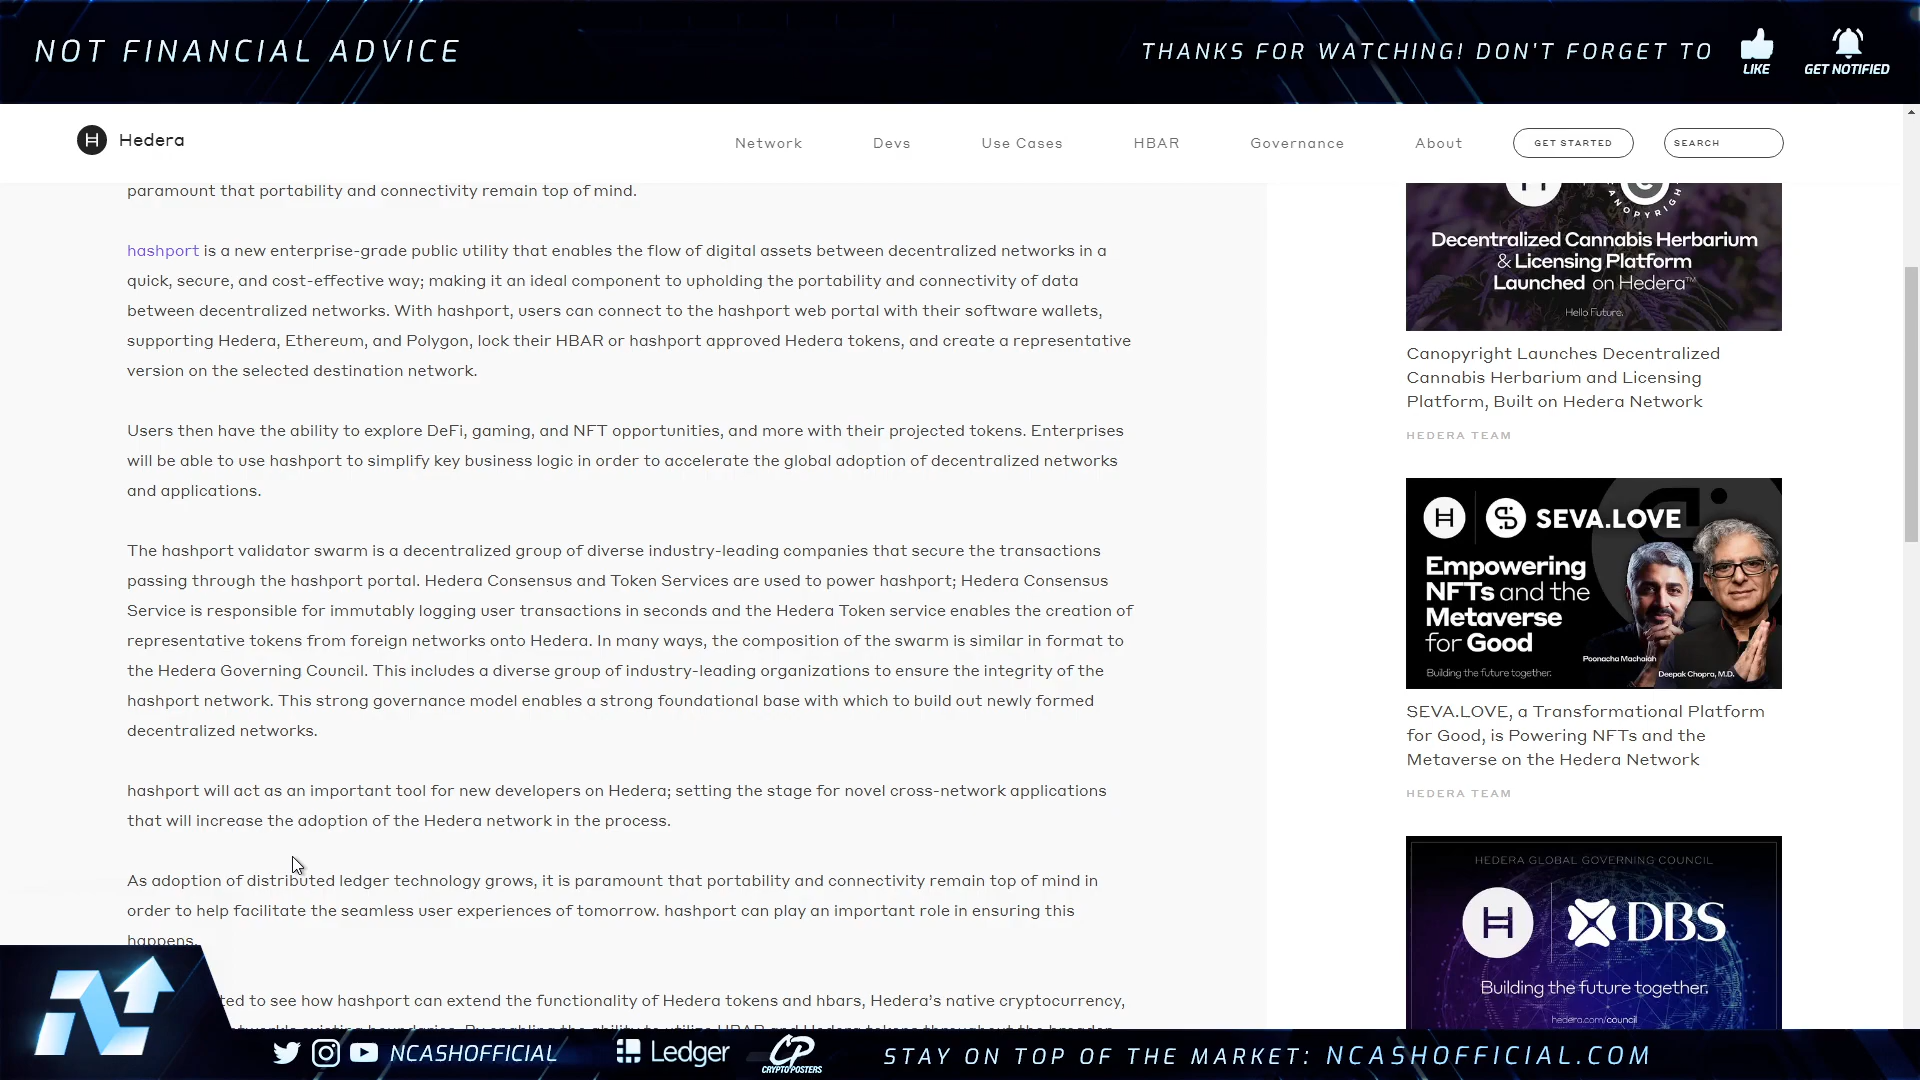 NOT FINANCIAL ADVICE
THANKS FOR WATCHING! DON'T FORGET TO
LIKE
GET NOTIFIED
Hedera
Network
Devs
Use Cases
HBAR
Governance
About
GET STARTED
SEARCH
paramount that portability and connectivity remain top of mind.
hashport is a new enterprise-grade public utility that enables the flow of digital assets between decentralized networks in a
quick, secure, and cost-effective way; making it an ideal component to upholding the portability and connectivity of data
between decentralized networks. With hashport, users can connect to the hashport web portal with their software wallets,
supporting Hedera, Ethereum, and Polygon, lock their HBAR or hashport approved Hedera tokens, and create a representative
version on the selected destination network.
Users then have the ability to explore DeFi, gaming, and NFT opportunities, and more with their projected tokens. Enterprises
will be able to use hashport to simplify key business logic in order to accelerate the global adoption of decentralized networks
and applications.
The hashport validator swarm is a decentralized group of diverse industry-leading companies that secure the transactions
passing through the hashport portal. Hedera Consensus and Token Services are used to power hashport; Hedera Consensus
Service is responsible for immutably logging user transactions in seconds and the Hedera Token service enables the creation of
representative tokens from foreign networks onto Hedera. In many ways, the composition of the swarm is similar in format to
the Hedera Governing Council. This includes a diverse group of industry-leading organizations to ensure the integrity of the
hashport network. This strong governance model enables a strong foundational base with which to build out newly formed
decentralized networks.
hashport will act as an important tool for new developers on Hedera; setting the stage for novel cross-network applications
that will increase the adoption of the Hedera network in the process.
As adoption of distributed ledger technology grows, it is paramount that portability and connectivity remain top of mind in
order to help facilitate the seamless user experiences of tomorrow. hashport can play an important role in ensuring this
happens.
to see how hashport can extend the functionality of Hedera tokens and hbars, Hedera's native cryptocurrency,
Decentralized Cannabis Herbarium
& Licensing Platform
Launched on Hedera™
Hello Future.
Canopyright Launches Decentralized
Cannabis Herbarium and Licensing
Platform, Built on Hedera Network
HEDERA TEAM
SEVA.LOVE
Empowering
NFTs and the
Metaverse
for Good
Building the future together.
Poonacha Machaiah
Deepak Chopra, M.D.
SEVA.LOVE, a Transformational Platform
for Good, is Powering NFTs and the
Metaverse on the Hedera Network
HEDERA TEAM
HEDERA GLOBAL GOVERNING COUNCIL
DBS
Building the future together.
hedera.com/council
NCASHOFFICIAL
Ledger
CP
CRYPTO POSTERS
STAY ON TOP OF THE MARKET: NCASHOFFICIAL.COM